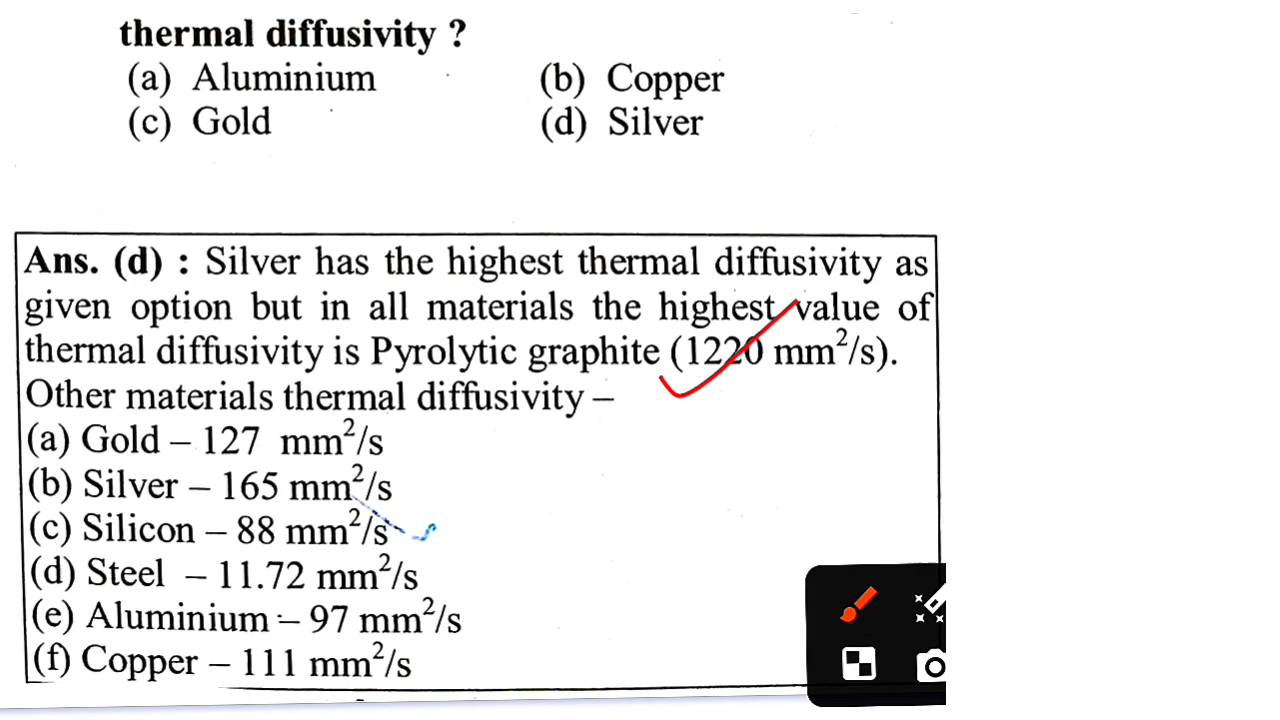 thermal diffusivity ?
(a) Aluminium (b) Copper
(c) Gold (d) Silver
Ans. (d) : Silver has the highest thermal diffusivity as
given option but in all materials the highest value of
thermal diffusivity is Pyrolytic graphite (1220 mm²/s).
Other materials thermal diffusivity –
(a) Gold – 127 mm²/s
(b) Silver – 165 mm²/s
(c) Silicon – 88 mm²/s
(d) Steel – 11.72 mm²/s
(e) Aluminium – 97 mm²/s
(f) Copper – 111 mm²/s